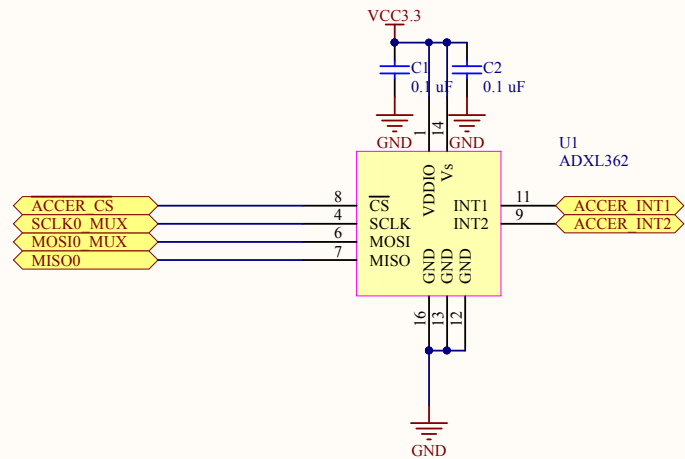 VCC3.3
C1
0.1 uF
C2
0.1 uF
GND
GND
1
14
U1
ADXL362
VDDIO
Vs
ACCER_CS
8
CS
INT1
11
ACCER_INT1
SCLK0_MUX
4
SCLK
INT2
9
ACCER_INT2
MOSI0_MUX
6
MOSI
MISO0
7
MISO
GND
GND
GND
16
13
12
GND